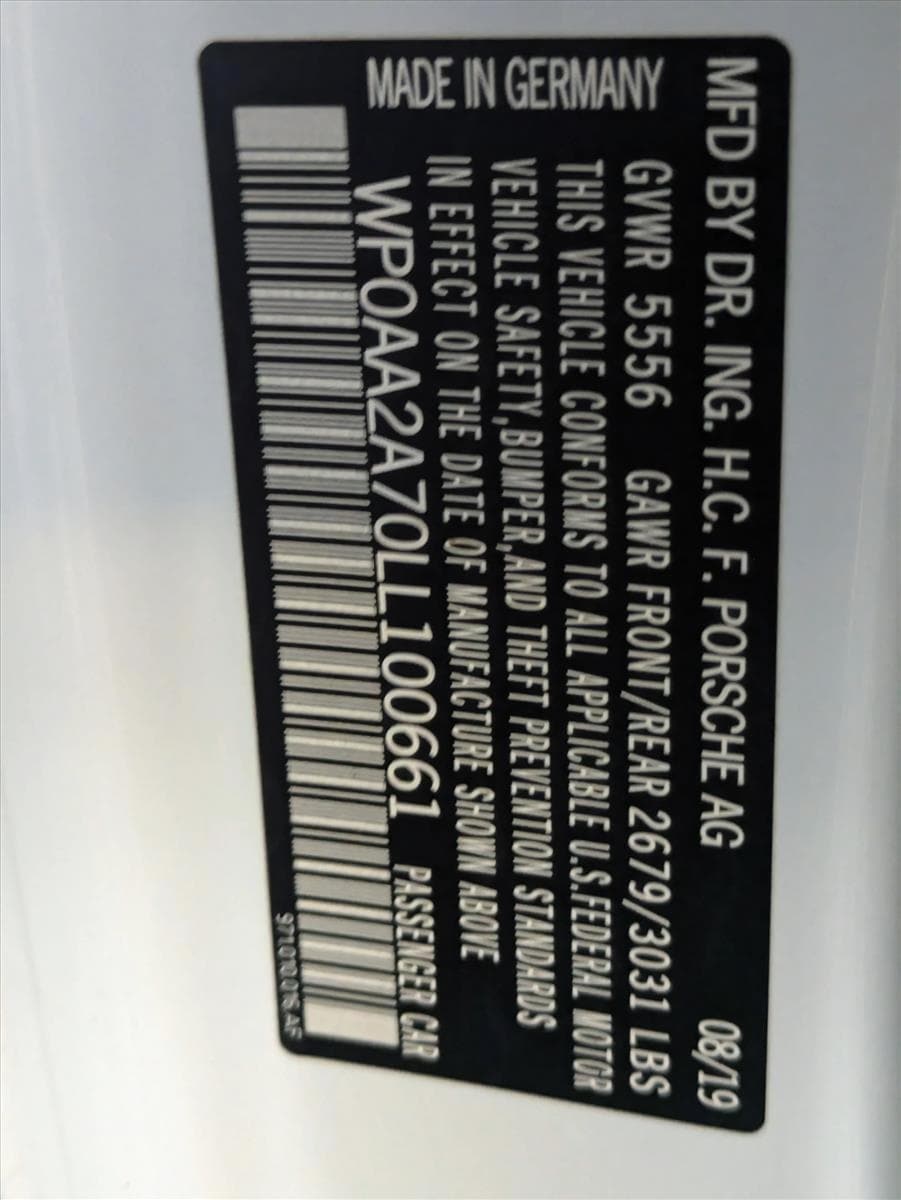 MFD BY DR. ING. H.C. F. PORSCHE AG 08/19
GVWR 5556 GAWR FRONT/REAR 2679/3031 LBS
THIS VEHICLE CONFORMS TO ALL APPLICABLE U.S.FEDERAL MOTOR
VEHICLE SAFETY,BUMPER,AND THEFT PREVENTION STANDARDS
IN EFFECT ON THE DATE OF MANUFACTURE SHOWN ABOVE
MADE IN GERMANY
WP0AA2A70LL100661 PASSENGER CAR